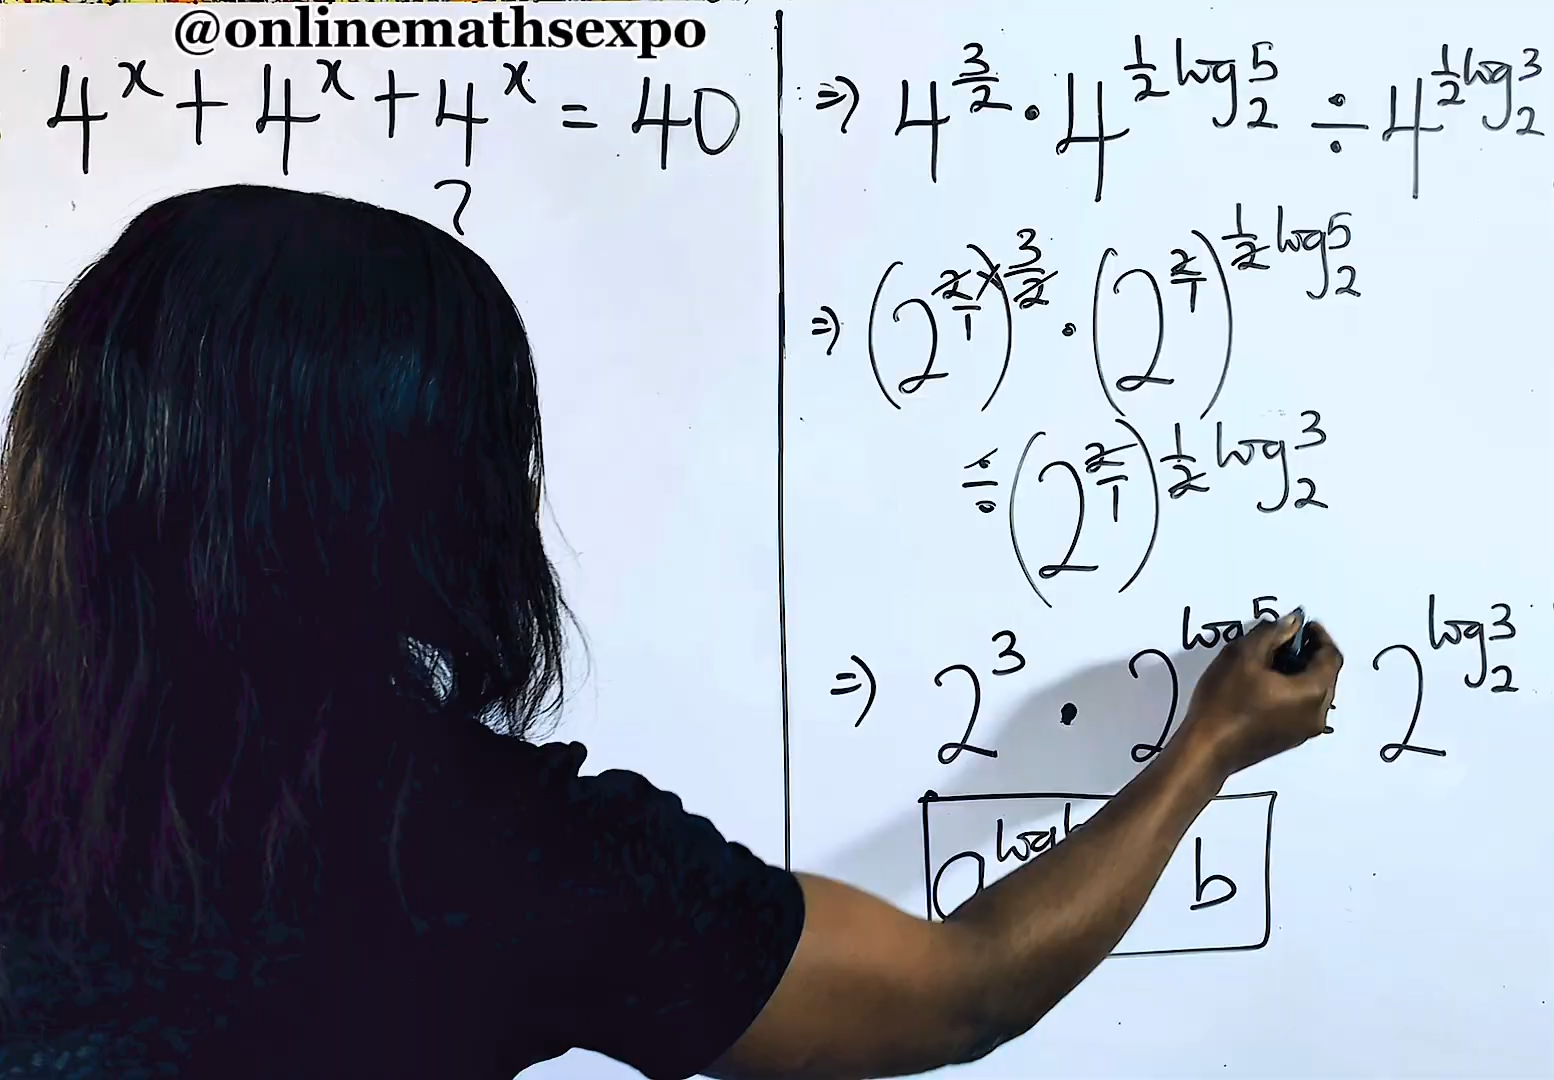 @onlinemathsexpo
4^x + 4^x + 4^x = 40
?
⇒ 4^(3/2) · 4^(1/2 log_2 5) ÷ 4^(1/2 log_2 3)
⇒ (2^(2/1))^(×3/2) · (2^(2/1))^(1/2 log_2 5)
÷ (2^(2/1))^(1/2 log_2 3)
⇒ 2^3 · 2^(log 5) 2^(log_2 3)
a^(log b) b